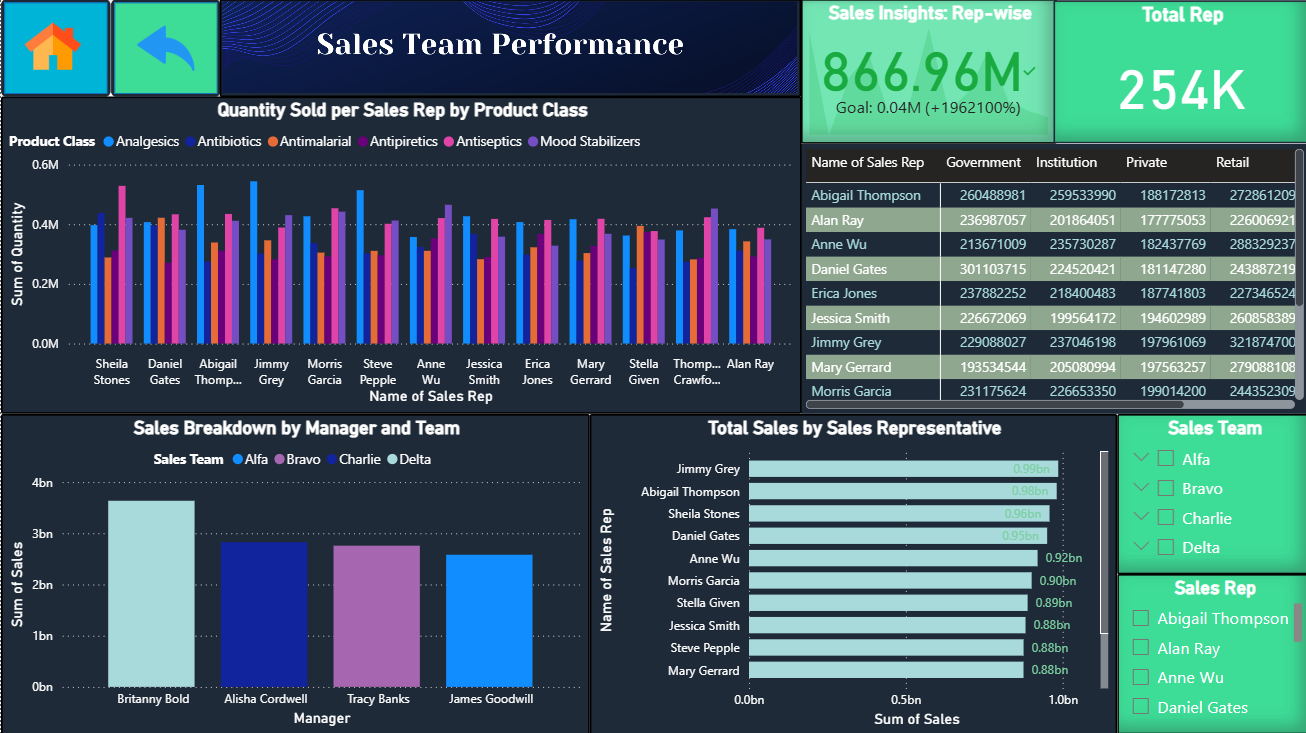 Sales Team Performance
Sales Insights: Rep-wise
866.96M
Goal: 0.04M (+1962100%)
Total Rep
254K
Quantity Sold per Sales Rep by Product Class
Product Class Analgesics Antibiotics Antimalarial Antipiretics Antiseptics Mood Stabilizers
Sum of Quantity
0.6M
0.4M
0.2M
0.0M
Sheila Stones
Daniel Gates
Abigail Thomp...
Jimmy Grey
Morris Garcia
Steve Pepple
Anne Wu
Jessica Smith
Erica Jones
Mary Gerrard
Stella Given
Thomp... Crawfo...
Alan Ray
Name of Sales Rep
Name of Sales Rep Government Institution Private Retail
Abigail Thompson 260488981 259533990 188172813 272861209
Alan Ray 236987057 201864051 177775053 226006921
Anne Wu 213671009 235730287 182437769 288329237
Daniel Gates 301103715 224520421 181147280 243887219
Erica Jones 237882252 218400483 187741803 227346524
Jessica Smith 226672069 199564172 194602989 260858389
Jimmy Grey 229088027 237046198 197961069 321874700
Mary Gerrard 193534544 205080994 197563257 279088108
Morris Garcia 231175624 226653350 199014200 244352309
Sales Breakdown by Manager and Team
Sales Team Alfa Bravo Charlie Delta
Sum of Sales
4bn
3bn
2bn
1bn
0bn
Britanny Bold Alisha Cordwell Tracy Banks James Goodwill
Manager
Total Sales by Sales Representative
Name of Sales Rep
Jimmy Grey 0.99bn
Abigail Thompson 0.98bn
Sheila Stones 0.96bn
Daniel Gates 0.95bn
Anne Wu 0.92bn
Morris Garcia 0.90bn
Stella Given 0.89bn
Jessica Smith 0.88bn
Steve Pepple 0.88bn
Mary Gerrard 0.88bn
0.0bn 0.5bn 1.0bn
Sum of Sales
Sales Team
Alfa
Bravo
Charlie
Delta
Sales Rep
Abigail Thompson
Alan Ray
Anne Wu
Daniel Gates